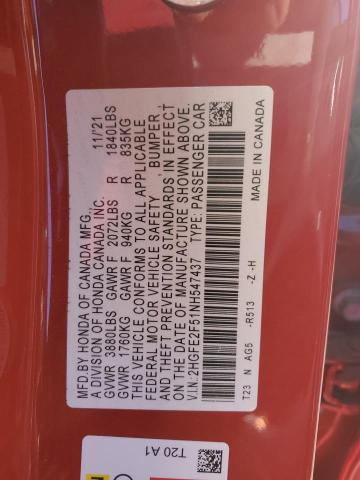 MFD BY HONDA OF CANADA MFG., 11/'21
A DIVISION OF HONDA CANADA INC.
GVWR 3880LBS GAWR F 2072LBS R 1840LBS
GVWR 1760KG GAWR F 940KG R 835KG
THIS VEHICLE CONFORMS TO ALL APPLICABLE
FEDERAL MOTOR VEHICLE SAFETY, BUMPER,
AND THEFT PREVENTION STANDARDS IN EFFECT
ON THE DATE OF MANUFACTURE SHOWN ABOVE.
V.I.N.:2HGFE2F51NH547437 TYPE: PASSENGER CAR
T23 N AG5 -R513 -Z -H MADE IN CANADA
T20 A1